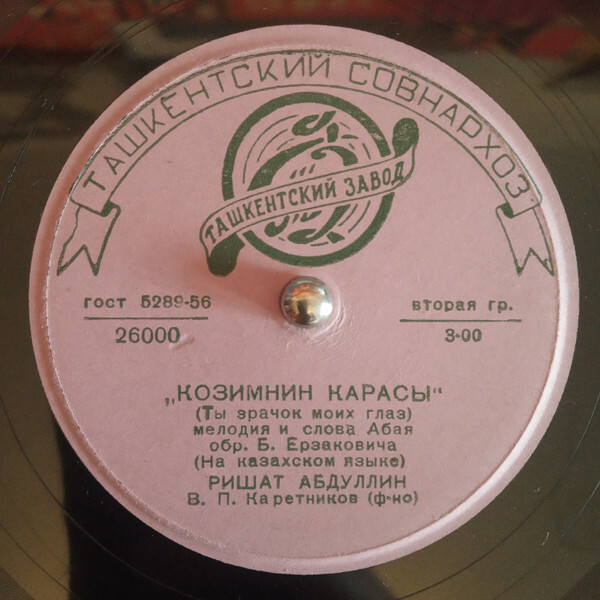 ТАШКЕНТСКИЙ СОВНАРХОЗ
ТАШКЕНТСКИЙ ЗАВОД
гост 5289-56
26000
вторая гр.
3-00
„КОЗИМНИН КАРАСЫ"
(Ты зрачок моих глаз)
мелодия и слова Абая
обр. Б. Ерзаковича
(На казахском языке)
РИШАТ АБДУЛЛИН
В. П. Каретников (ф-но)